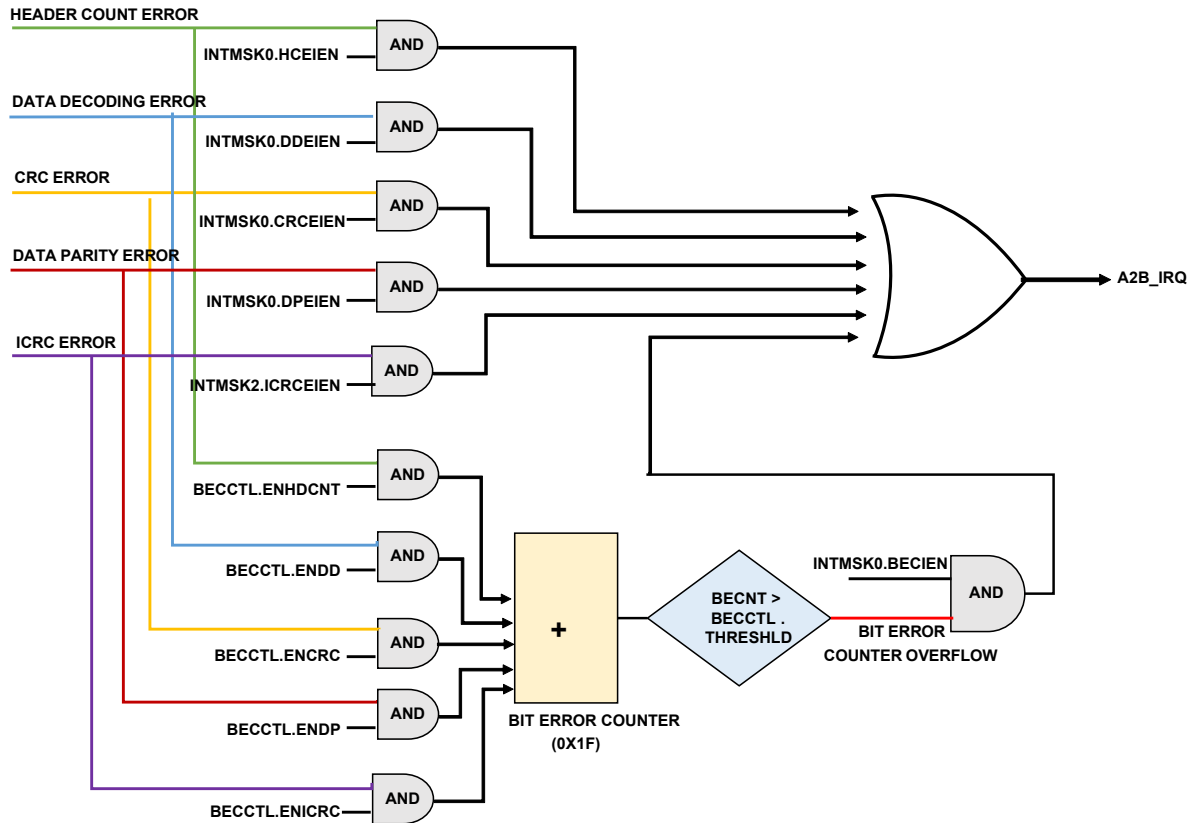 HEADER COUNT ERROR
AND
INTMSK0.HCEIEN
DATA DECODING ERROR
AND
INTMSK0.DDEIEN
CRC ERROR
AND
INTMSK0.CRCEIEN
DATA PARITY ERROR
AND
INTMSK0.DPEIEN
A2B_IRQ
ICRC ERROR
AND
INTMSK2.ICRCEIEN
AND
BECCTL.ENHDCNT
AND
BECCTL.ENDD
AND
BECCTL.ENCRC
AND
BECCTL.ENDP
AND
BECCTL.ENICRC
+
BIT ERROR COUNTER
(0X1F)
BECNT >
BECCTL .
THRESHLD
INTMSK0.BECIEN
AND
BIT ERROR
COUNTER OVERFLOW